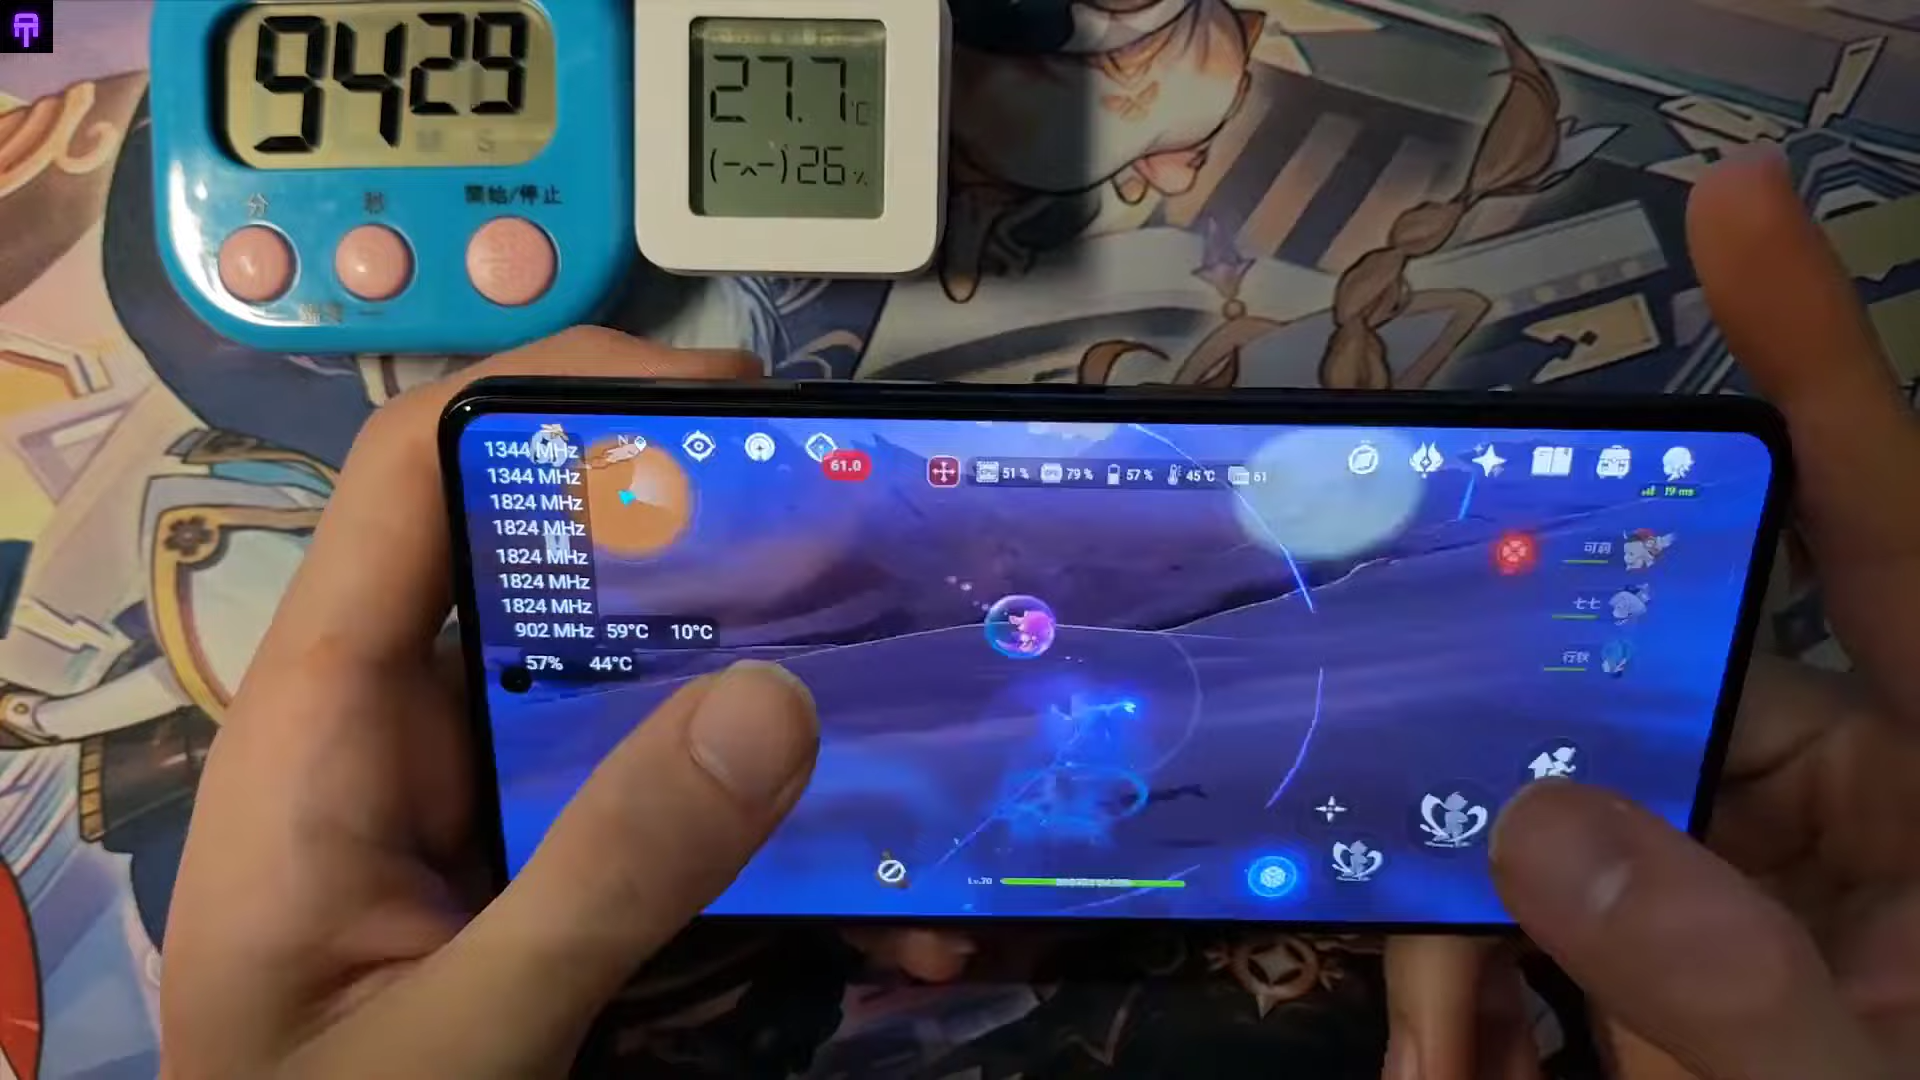 94 29
M S
分 秒 開始/停止
27.7°C
(-^-) 26%
1344 MHz
1344 MHz
1824 MHz
1824 MHz
1824 MHz
1824 MHz
1824 MHz
902 MHz 59°C 10°C
57% 44°C
N
61.0
CPU 51 % GPU 79 % 57 % 45°C 61
19 ms
可莉
七七
行秋
Lv.70